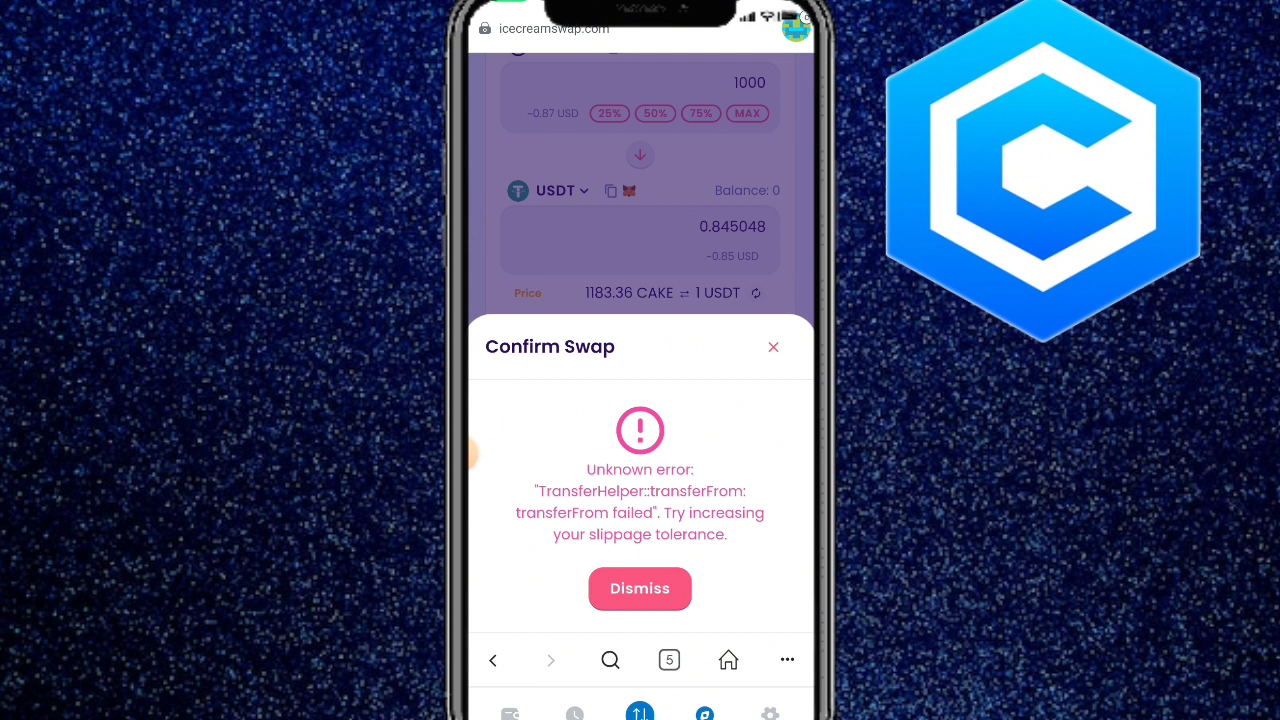 icecreamswap.com
1000
~0.87 USD 25% 50% 75% MAX
USDT Balance: 0
0.845048
~0.85 USD
Price 1183.36 CAKE ⇌ 1 USDT
Confirm Swap
Unknown error:
"TransferHelper::transferFrom:
transferFrom failed". Try increasing
your slippage tolerance.
Dismiss
5